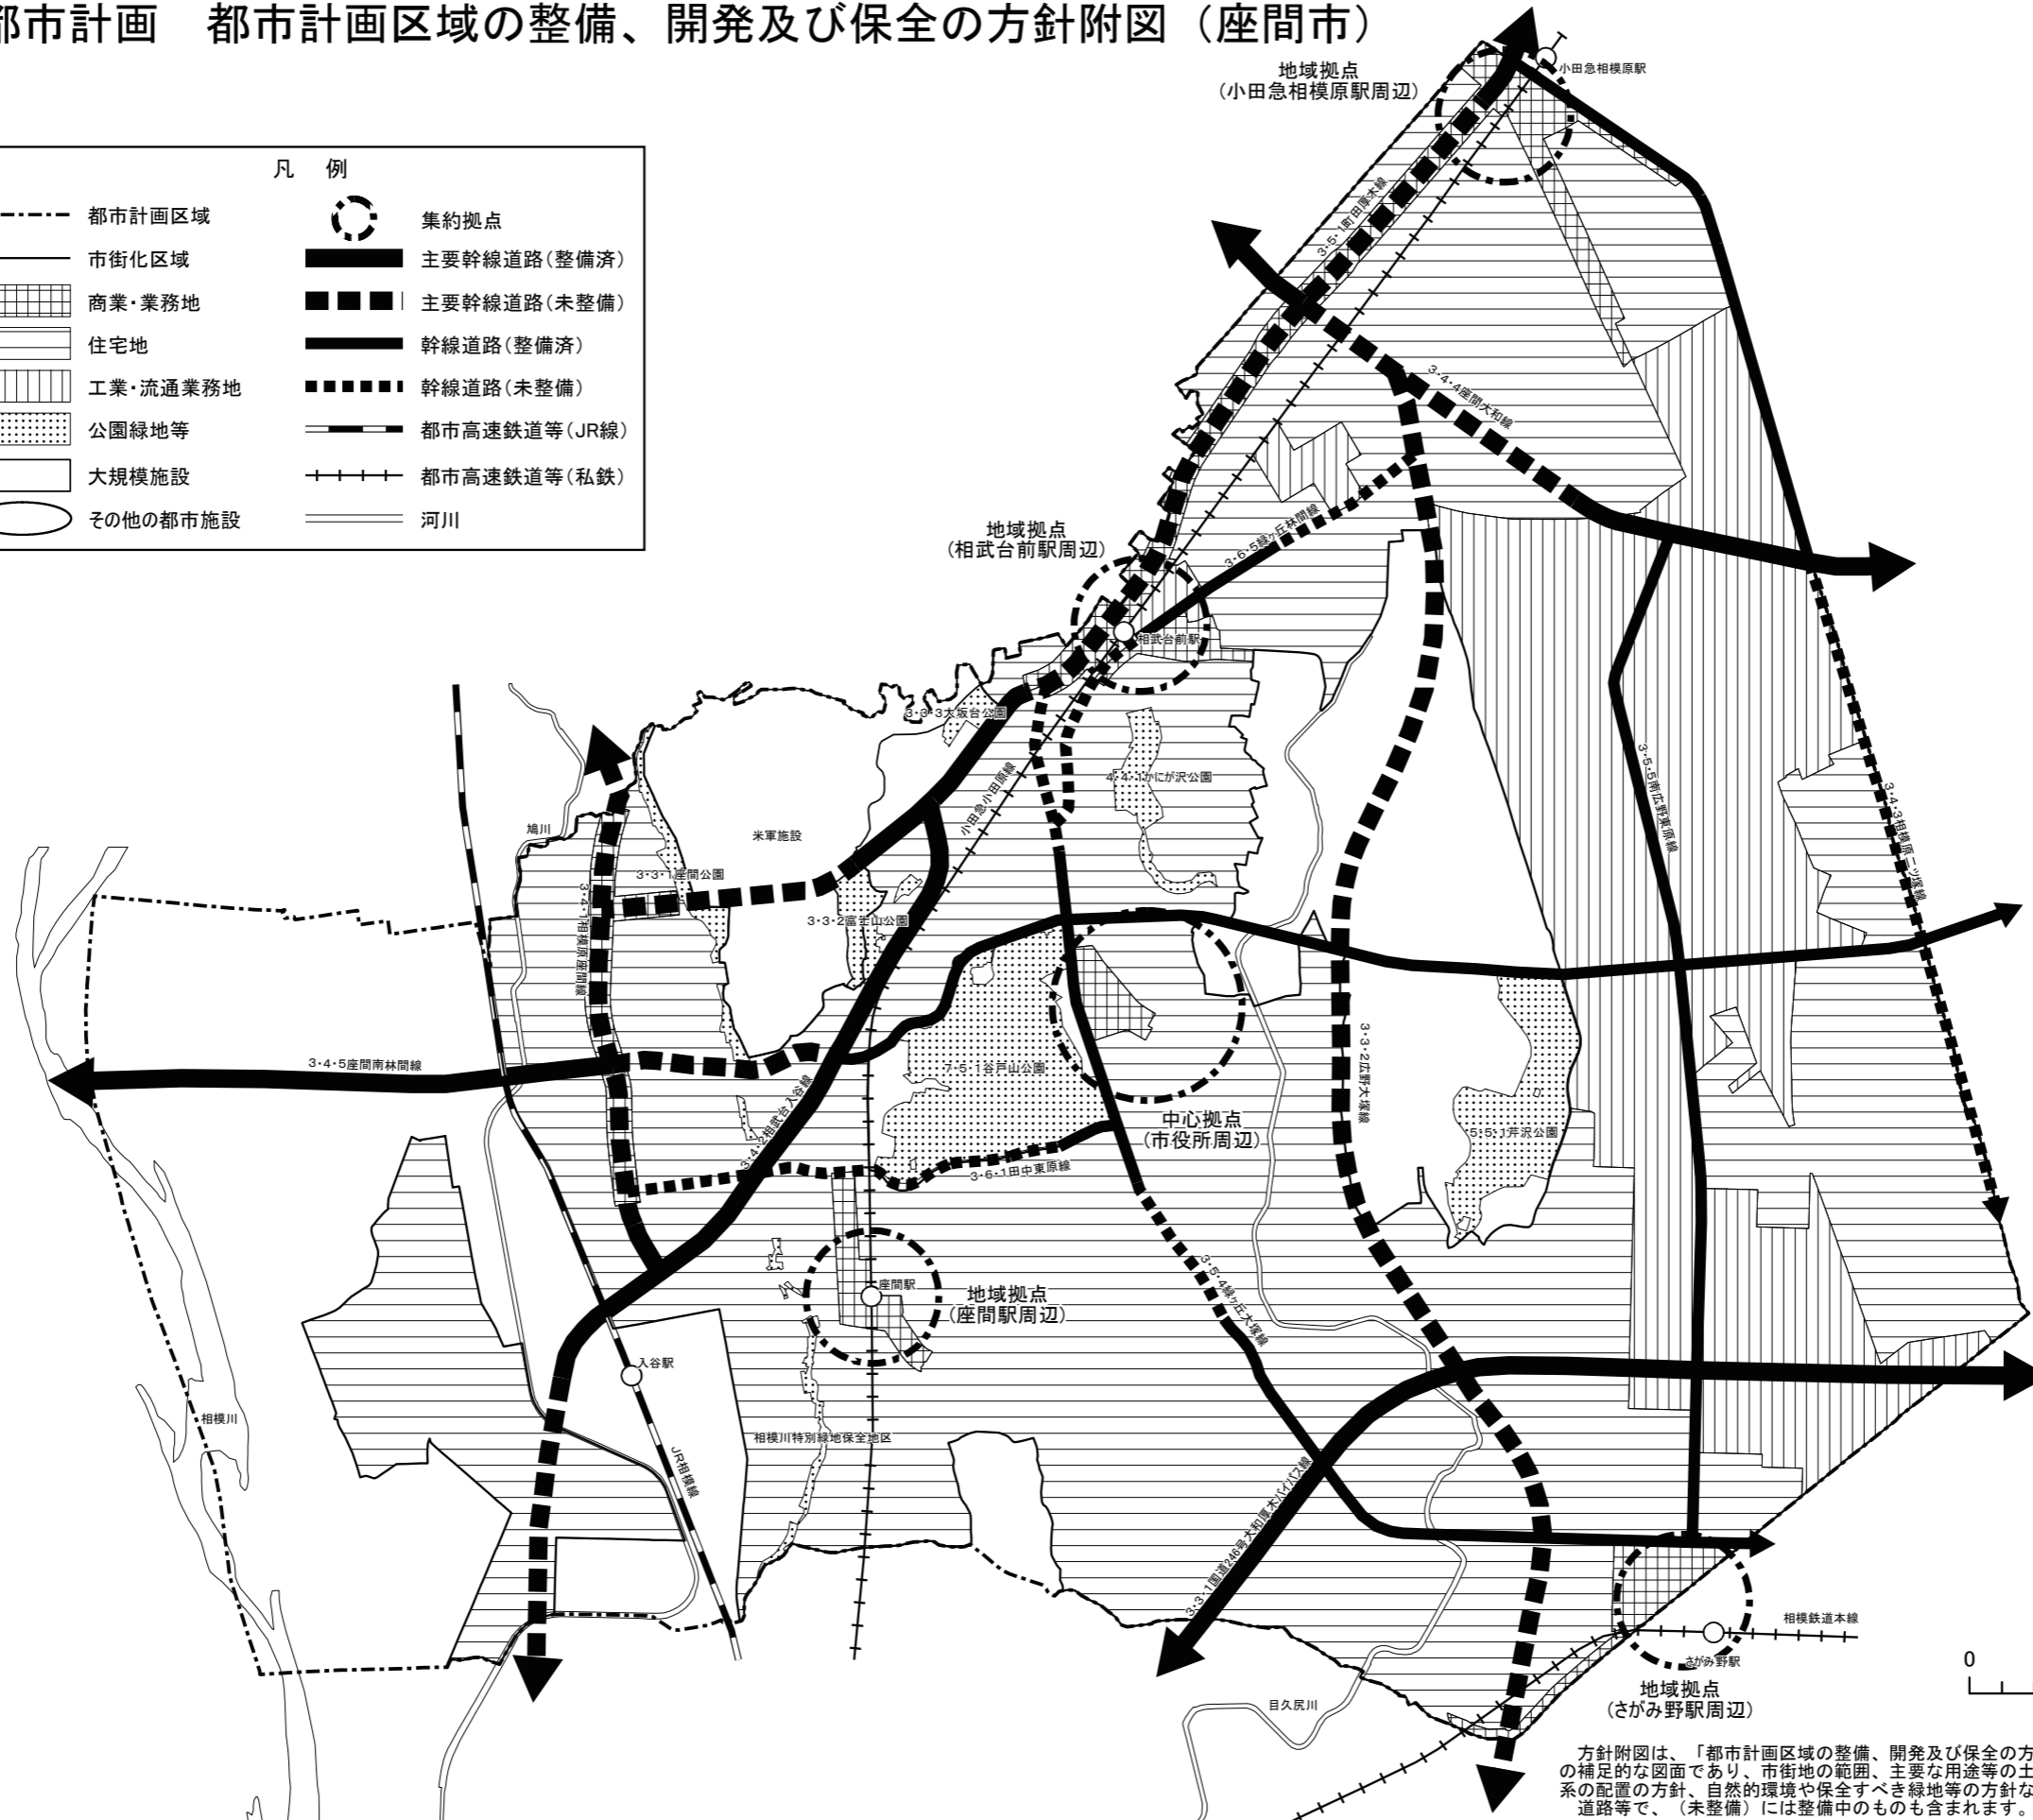 都市計画　都市計画区域の整備、開発及び保全の方針附図（座間市）
凡　例
都市計画区域
市街化区域
商業・業務地
住宅地
工業・流通業務地
公園緑地等
大規模施設
その他の都市施設
集約拠点
主要幹線道路（整備済）
主要幹線道路（未整備）
幹線道路（整備済）
幹線道路（未整備）
都市高速鉄道等（JR線）
都市高速鉄道等（私鉄）
河川
地域拠点
（小田急相模原駅周辺）
小田急相模原駅
3・5・1町田厚木線
3・4・4座間大和線
地域拠点
（相武台前駅周辺）
3・6・5緑ヶ丘林間線
相武台前駅
3・3・3大坂台公園
小田急小田原線
4・4・1かにが沢公園
3・5・5南広野東原線
3・4・3相模原二ツ塚線
鳩川
米軍施設
3・3・1座間公園
3・4・1相模原座間線
3・3・2富士山公園
3・4・5座間南林間線
7・5・1谷戸山公園
3・4・2相武台入谷線
中心拠点
（市役所周辺）
3・3・2広野大塚線
5・5・1芹沢公園
3・6・1田中東原線
3・5・4緑ヶ丘大塚線
座間駅
地域拠点
（座間駅周辺）
入谷駅
相模川
JR相模線
相模川特別緑地保全地区
3・3・1国道246号大和厚木バイパス線
相模鉄道本線
さがみ野駅
地域拠点
（さがみ野駅周辺）
目久尻川
0
方針附図は、「都市計画区域の整備、開発及び保全の方
の補足的な図面であり、市街地の範囲、主要な用途等の土
系の配置の方針、自然的環境や保全すべき緑地等の方針な
道路等で、（未整備）には整備中のものも含まれます。